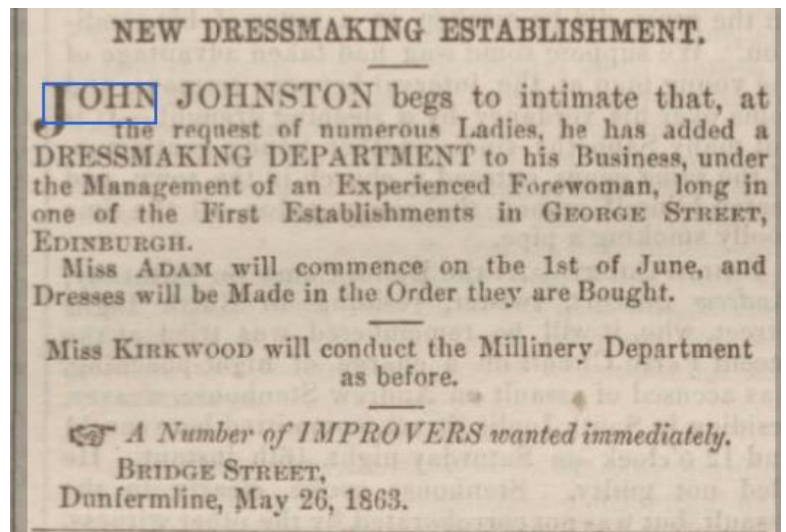 NEW DRESSMAKING ESTABLISHMENT.
JOHN JOHNSTON begs to intimate that, at
the request of numerous Ladies, he has added a
DRESSMAKING DEPARTMENT to his Business, under
the Management of an Experienced Forewoman, long in
one of the First Establishments in GEORGE STREET,
EDINBURGH.
Miss ADAM will commence on the 1st of June, and
Dresses will be Made in the Order they are Bought.
Miss KIRKWOOD will conduct the Millinery Department
as before.
☞ A Number of IMPROVERS wanted immediately.
BRIDGE STREET,
Dunfermline, May 26, 1863.